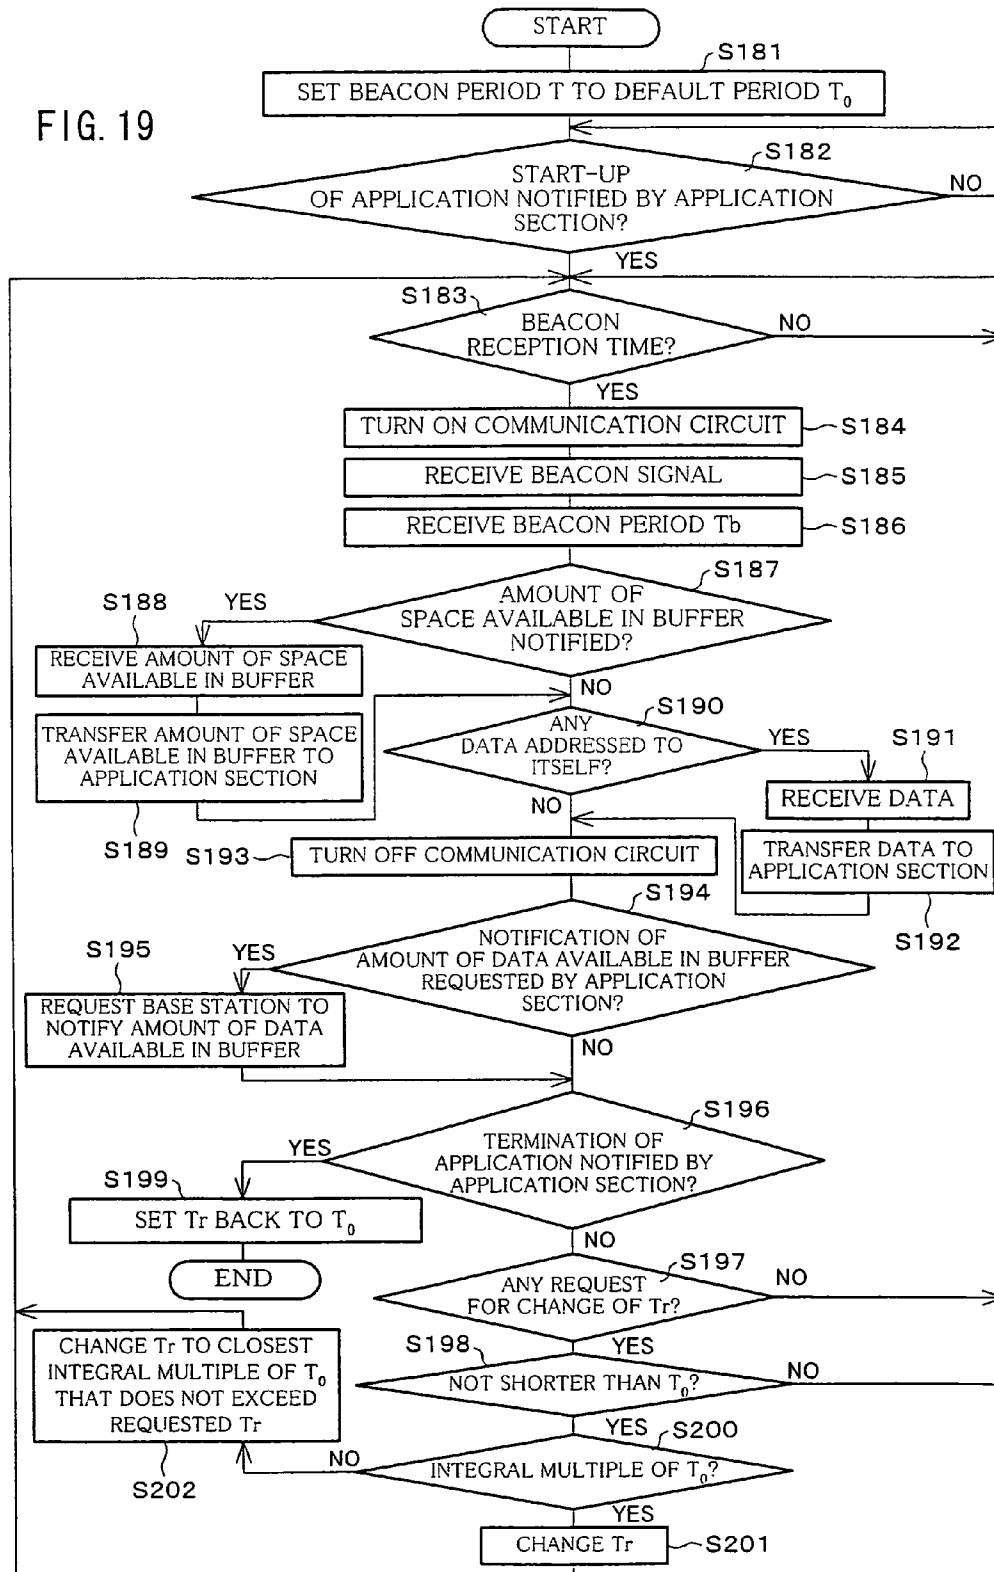 FIG. 19
START
S181
SET BEACON PERIOD T TO DEFAULT PERIOD T0
S182
START-UP
OF APPLICATION NOTIFIED BY APPLICATION
SECTION?
NO
YES
S183
BEACON
RECEPTION TIME?
NO
YES
TURN ON COMMUNICATION CIRCUIT
S184
RECEIVE BEACON SIGNAL
S185
RECEIVE BEACON PERIOD Tb
S186
S187
AMOUNT OF
SPACE AVAILABLE IN BUFFER
NOTIFIED?
YES
S188
RECEIVE AMOUNT OF SPACE
AVAILABLE IN BUFFER
TRANSFER AMOUNT OF SPACE
AVAILABLE IN BUFFER TO
APPLICATION SECTION
S189
NO
S190
ANY
DATA ADDRESSED TO
ITSELF?
YES
S191
RECEIVE DATA
TRANSFER DATA TO
APPLICATION SECTION
S192
NO
S193
TURN OFF COMMUNICATION CIRCUIT
S194
NOTIFICATION OF
AMOUNT OF DATA AVAILABLE IN BUFFER
REQUESTED BY APPLICATION
SECTION?
YES
S195
REQUEST BASE STATION TO
NOTIFY AMOUNT OF DATA
AVAILABLE IN BUFFER
NO
S196
TERMINATION OF
APPLICATION NOTIFIED BY
APPLICATION SECTION?
YES
S199
SET Tr BACK TO T0
END
NO
S197
ANY REQUEST
FOR CHANGE OF Tr?
NO
YES
S198
NOT SHORTER THAN T0?
NO
YES
S200
INTEGRAL MULTIPLE OF T0?
NO
CHANGE Tr TO CLOSEST
INTEGRAL MULTIPLE OF T0
THAT DOES NOT EXCEED
REQUESTED Tr
S202
YES
CHANGE Tr
S201